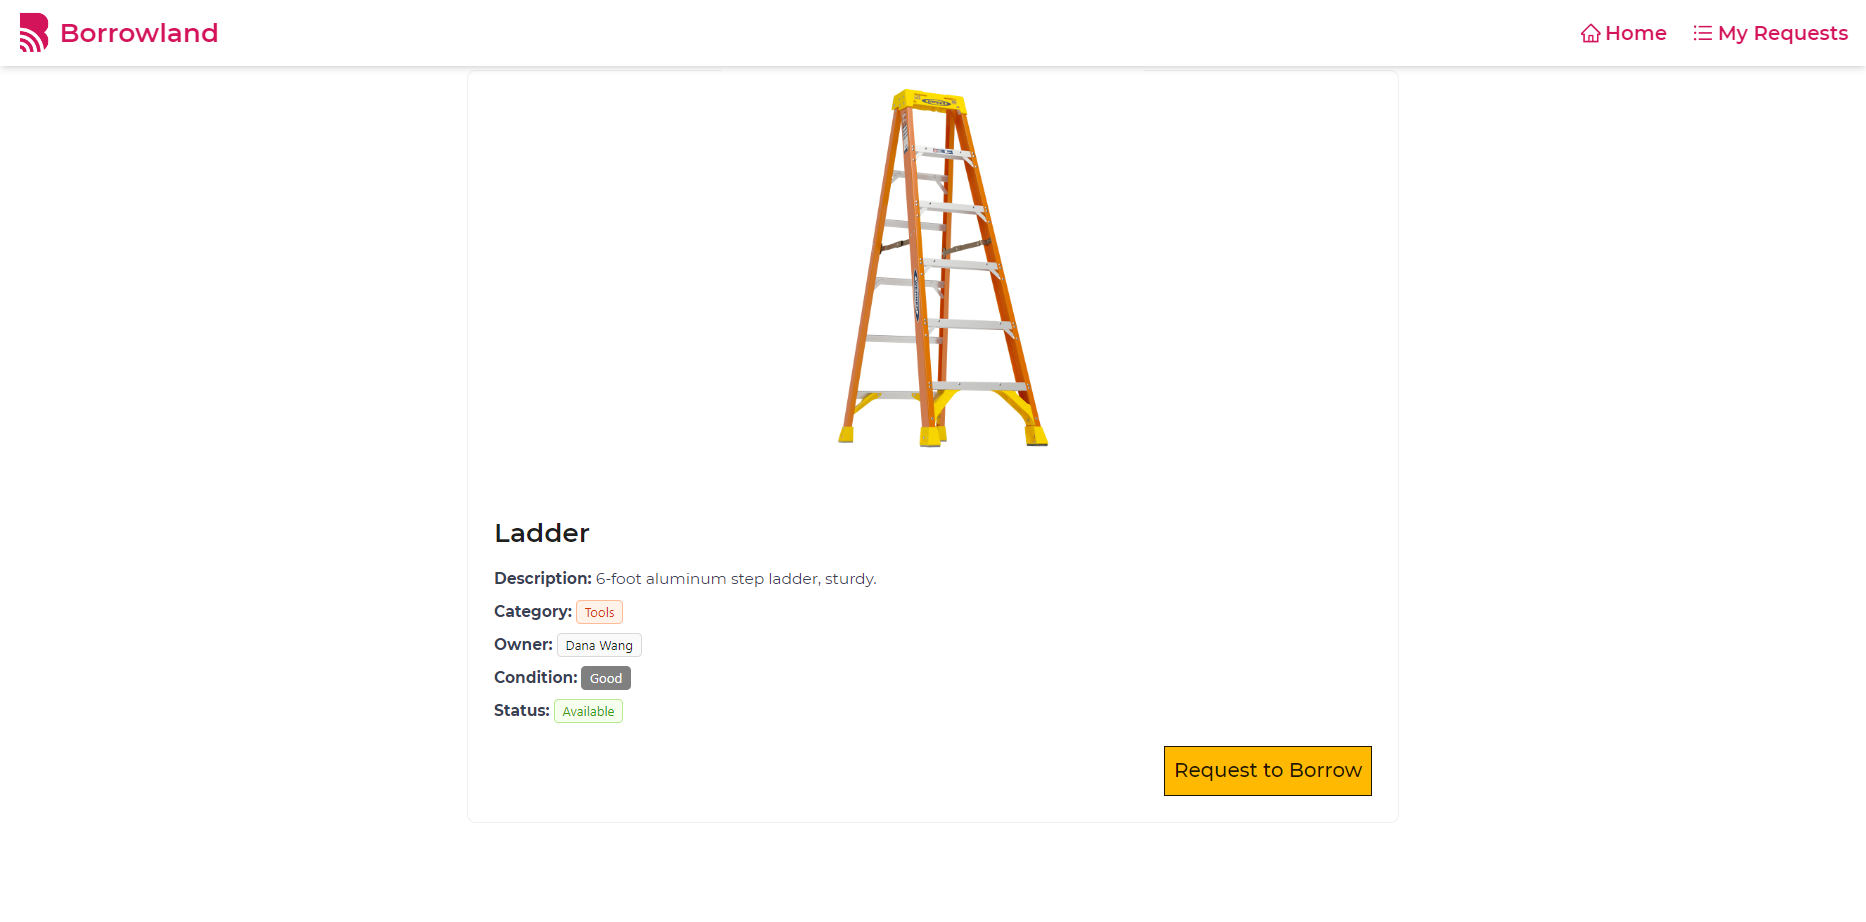 Borrowland
Home
My Requests
Ladder
Description: 6-foot aluminum step ladder, sturdy.
Category: Tools
Owner: Dana Wang
Condition: Good
Status: Available
Request to Borrow